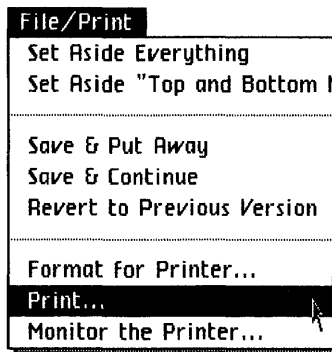 File/Print
Set Aside Everything
Set Aside "Top and Bottom
Save & Put Away
Save & Continue
Revert to Previous Version
Format for Printer...
Print...
Monitor the Printer...